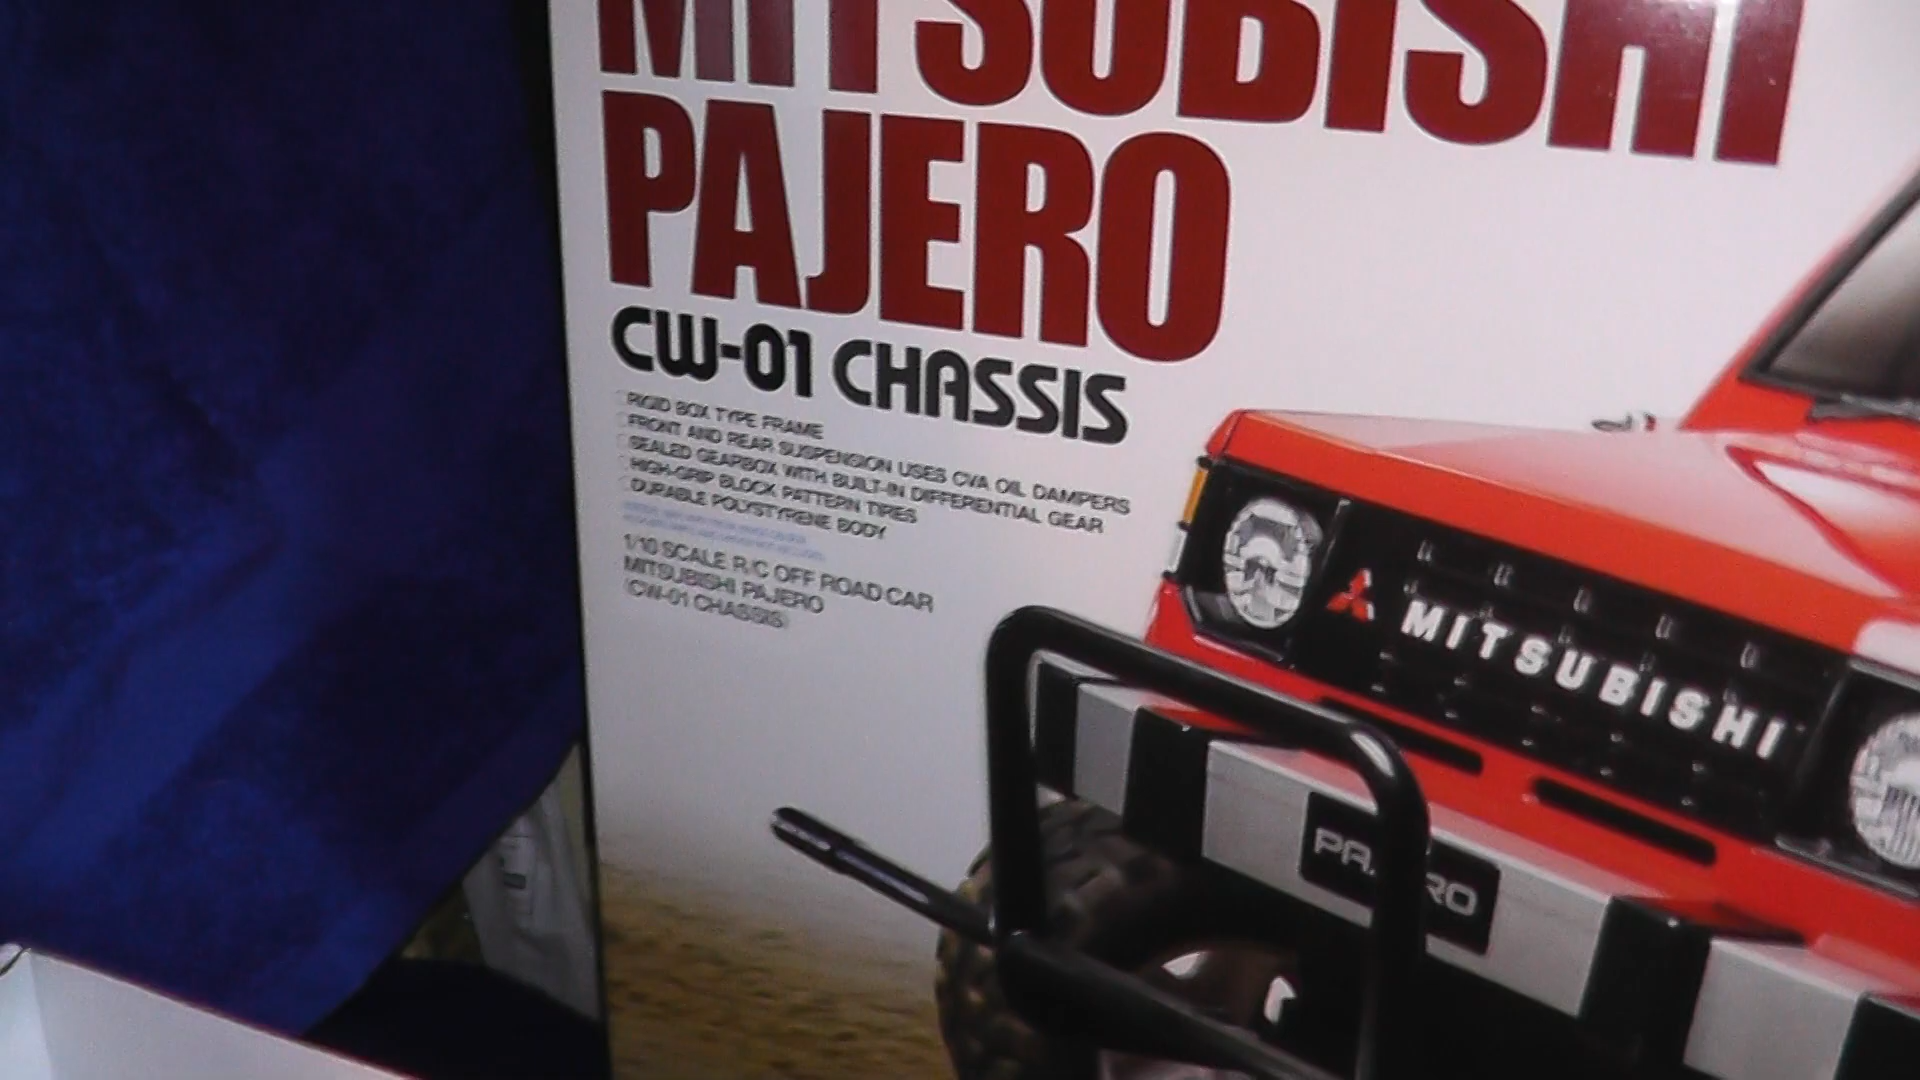 MITSUBISHI
PAJERO
CW-01 CHASSIS
RIGID BOX TYPE FRAME
FRONT AND REAR SUSPENSION USES CVA OIL DAMPERS
SEALED GEARBOX WITH BUILT-IN DIFFERENTIAL GEAR
HIGH-GRIP BLOCK PATTERN TIRES
DURABLE POLYSTYRENE BODY
1/10 SCALE R/C OFF ROAD CAR
MITSUBISHI PAJERO
(CW-01 CHASSIS)
MITSUBISHI
PA RO